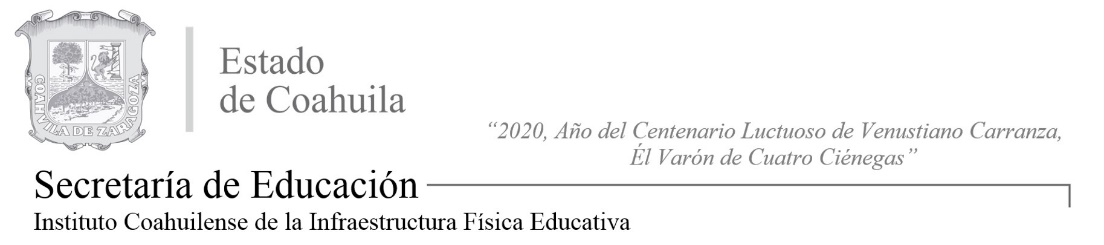 COAHUILA DE ZARAGOZA
Estado
de Coahuila
“2020, Año del Centenario Luctuoso de Venustiano Carranza,
Él Varón de Cuatro Ciénegas”
Secretaría de Educación
Instituto Coahuilense de la Infraestructura Física Educativa